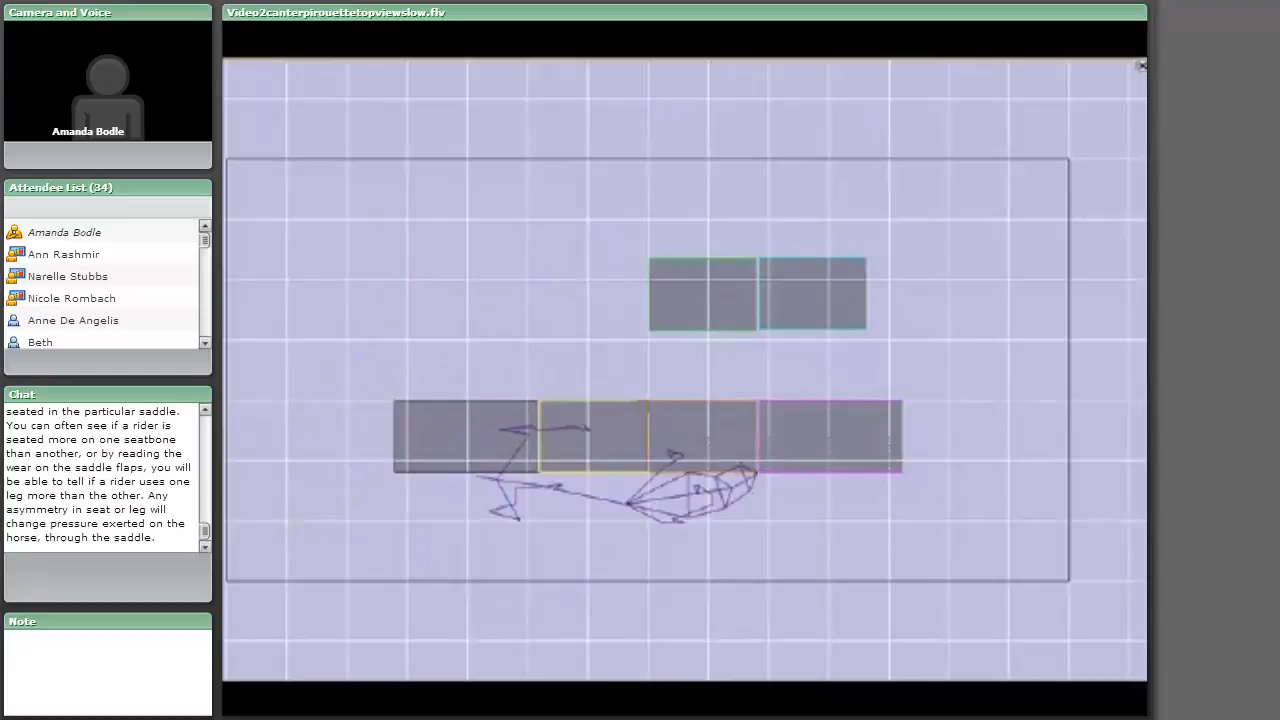 Camera and Voice
Amanda Bodle
Attendee List (34)
Amanda Bodle
Ann Rashmir
Narelle Stubbs
Nicole Rombach
Anne De Angelis
Beth
Chat
seated in the particular saddle.
You can often see if a rider is
seated more on one seatbone
than another, or by reading the
wear on the saddle flaps, you will
be able to tell if a rider uses one
leg more than the other. Any
asymmetry in seat or leg will
change pressure exerted on the
horse, through the saddle.
Note
Video2canterpirouettetopviewslow.flv